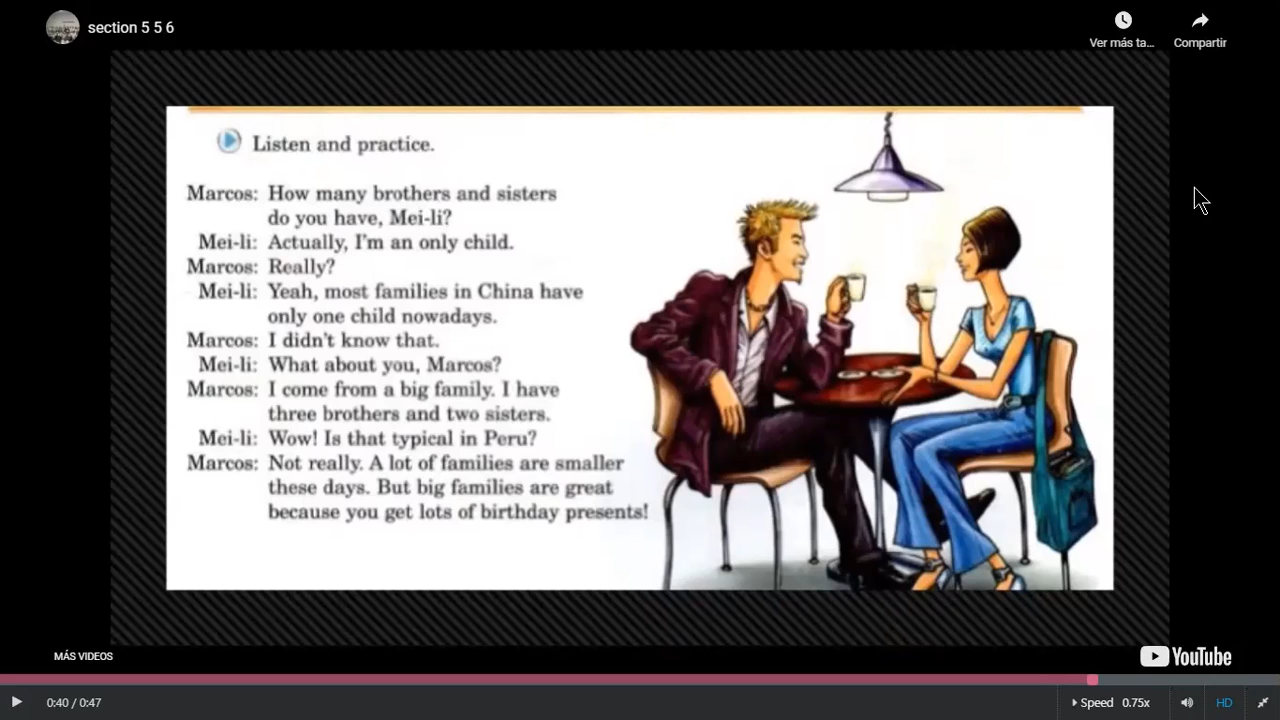 section 5 5 6
Ver más ta...
Compartir
Listen and practice.
Marcos: How many brothers and sisters
do you have, Mei-li?
Mei-li: Actually, I'm an only child.
Marcos: Really?
Mei-li: Yeah, most families in China have
only one child nowadays.
Marcos: I didn't know that.
Mei-li: What about you, Marcos?
Marcos: I come from a big family. I have
three brothers and two sisters.
Mei-li: Wow! Is that typical in Peru?
Marcos: Not really. A lot of families are smaller
these days. But big families are great
because you get lots of birthday presents!
MÁS VIDEOS
YouTube
0:40 / 0:47
Speed 0.75x
HD